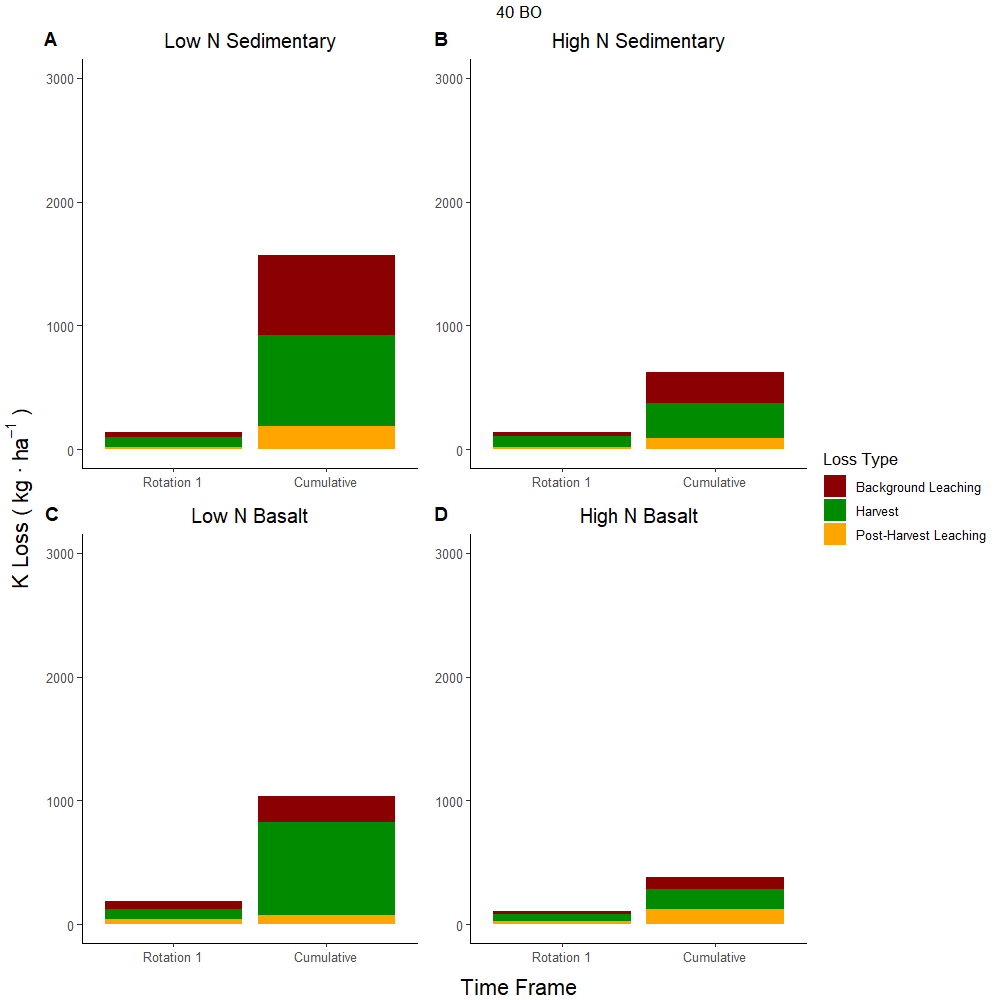 40 BO
A
Low N Sedimentary
B
High N Sedimentary
3000
2000
1000
0
Rotation 1
Cumulative
3000
2000
1000
0
Rotation 1
Cumulative
K Loss ( kg · ha⁻¹ )
C
Low N Basalt
D
High N Basalt
3000
2000
1000
0
Rotation 1
Cumulative
3000
2000
1000
0
Rotation 1
Cumulative
Time Frame
Loss Type
Background Leaching
Harvest
Post-Harvest Leaching